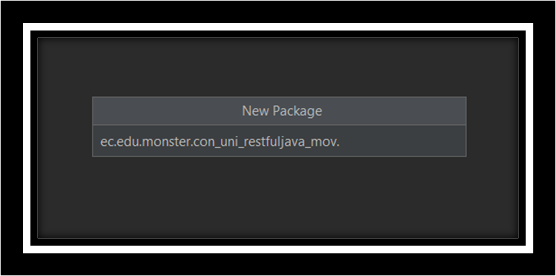 New Package
ec.edu.monster.con_uni_restfuljava_mov.